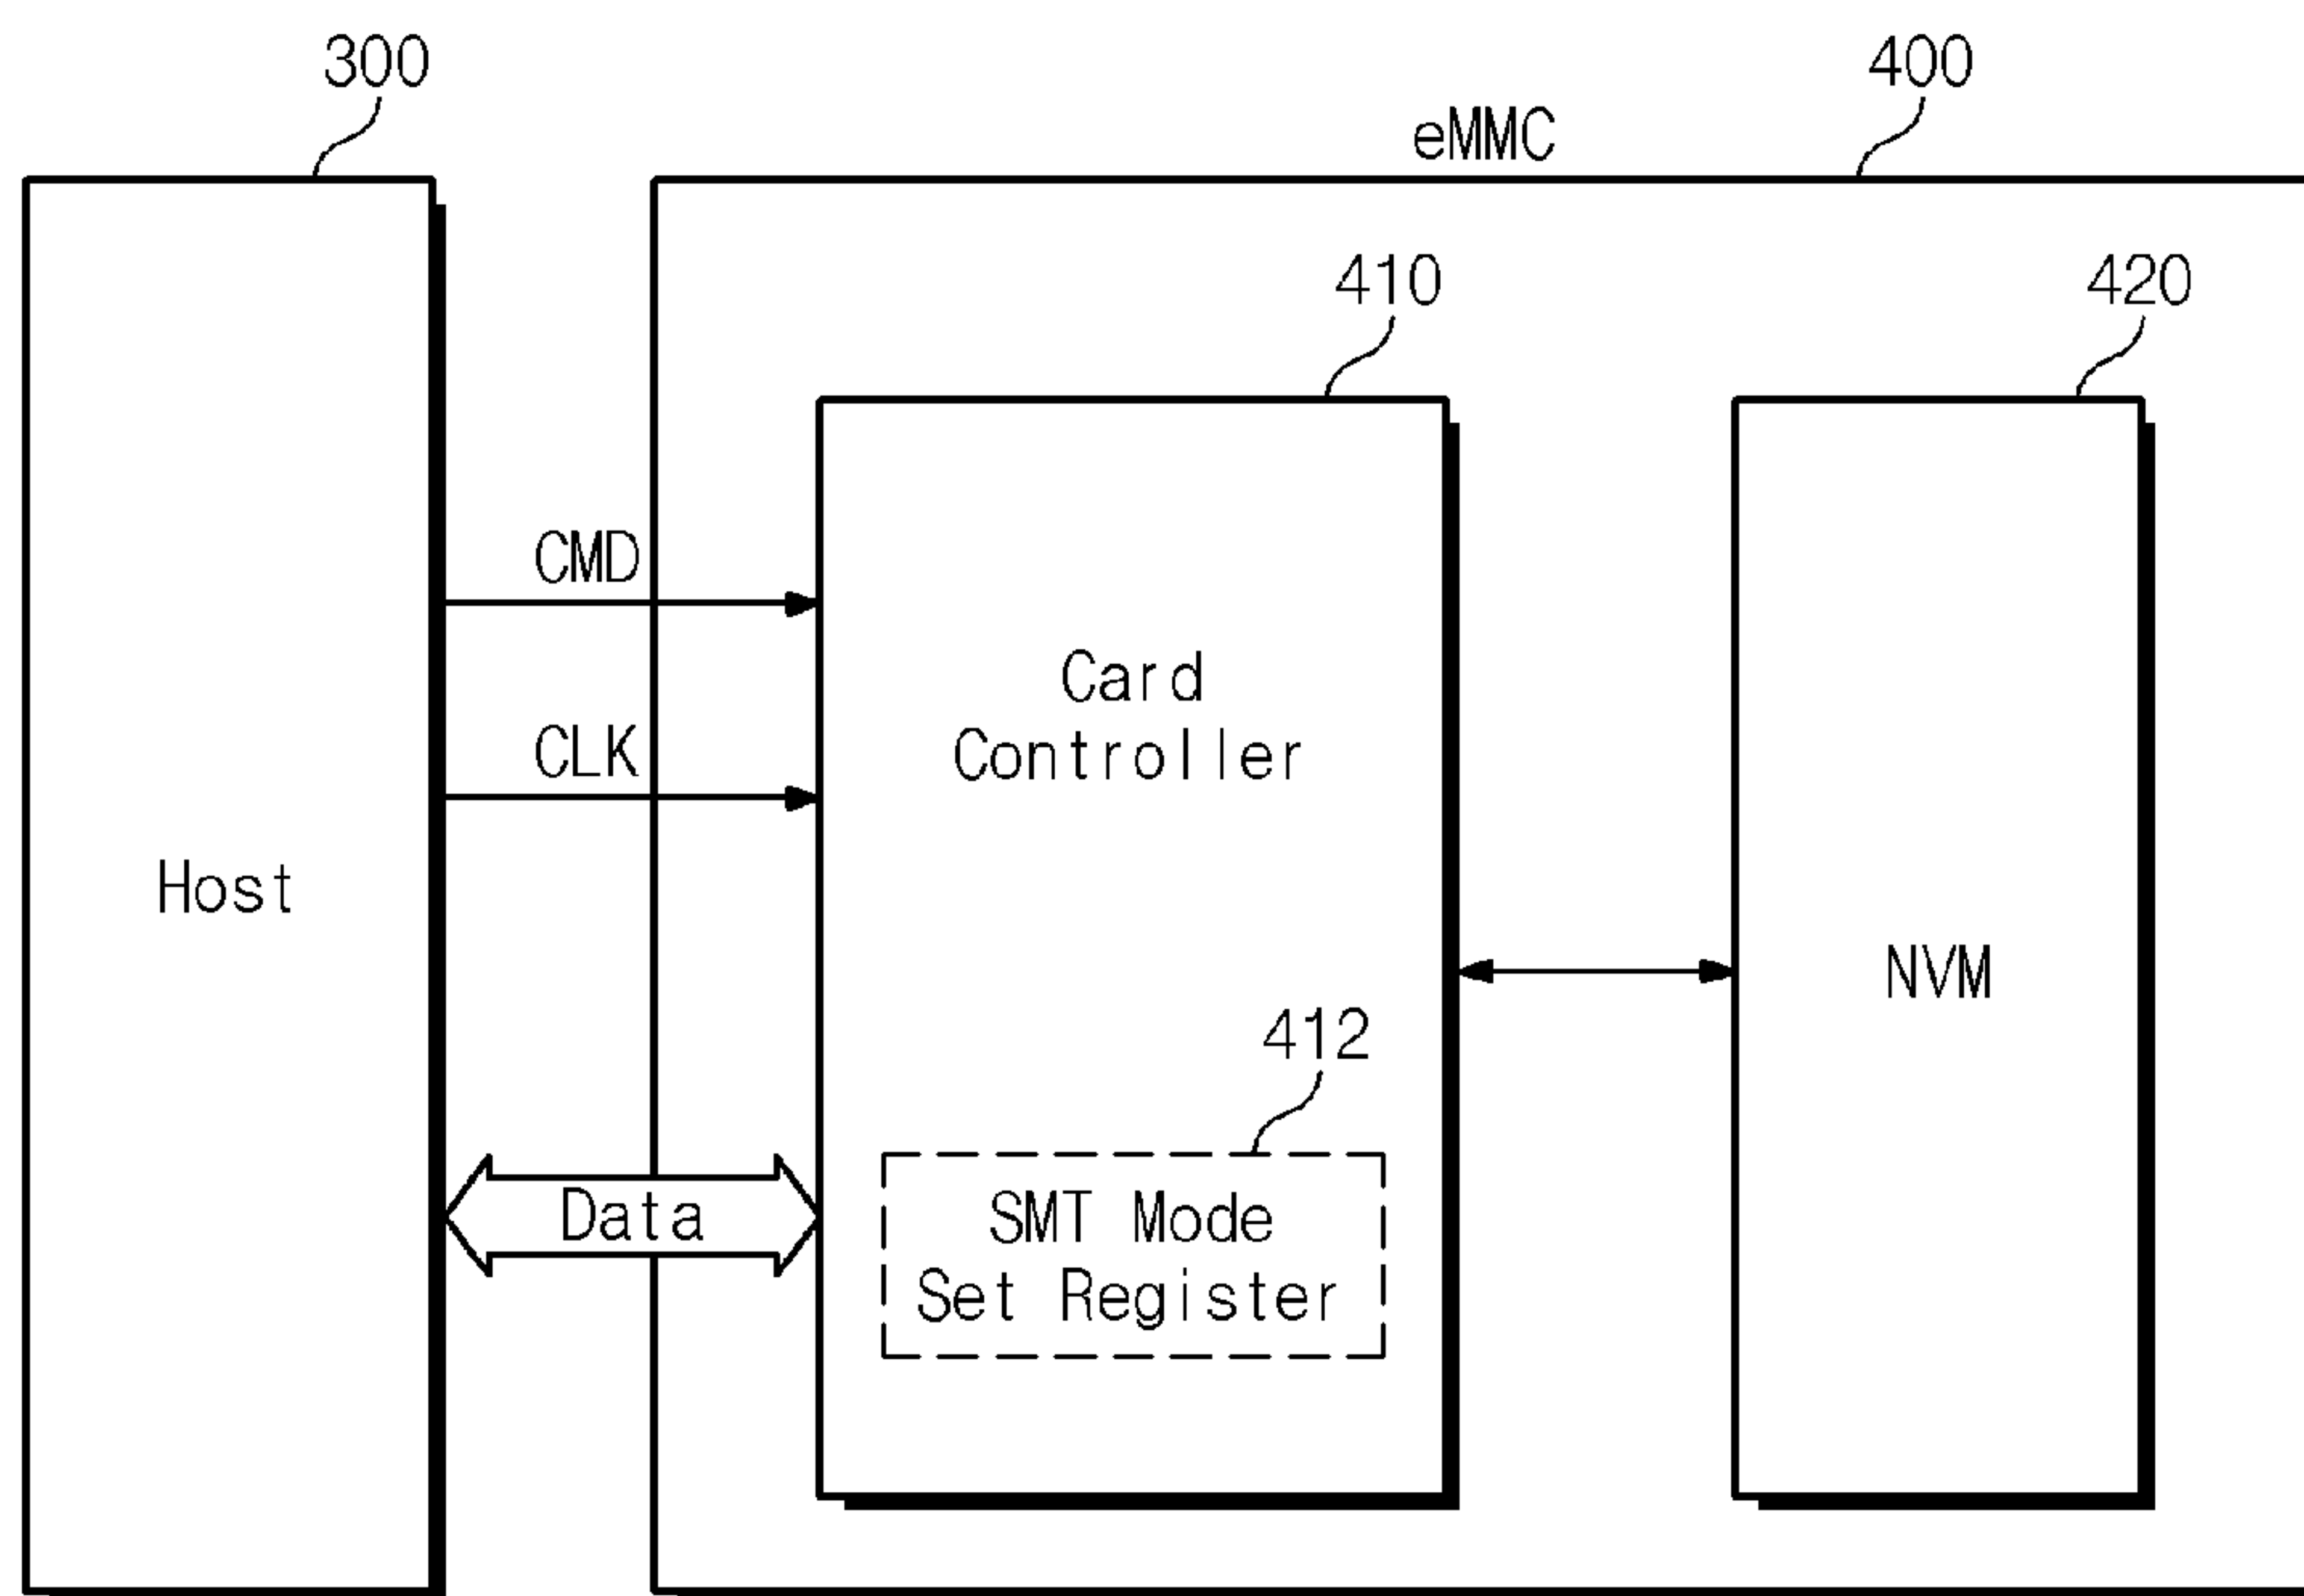 300
400
eMMC
410
420
CMD
Card
Controller
CLK
Host
NVM
412
Data
SMT Mode
Set Register